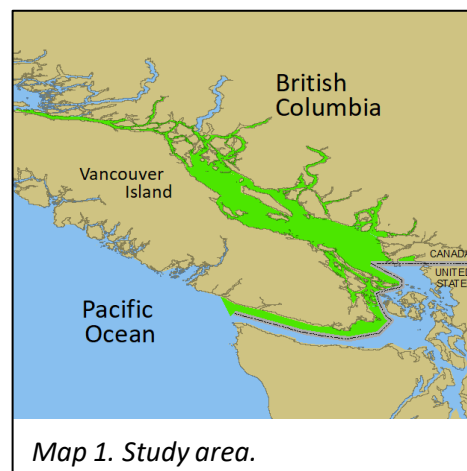 British
Columbia
Vancouver
Island
CANADA
UNITED
STATES
Pacific
Ocean
Map 1. Study area.